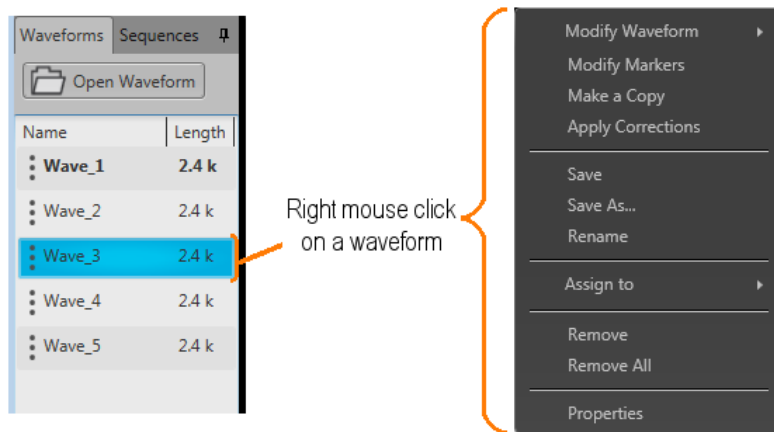 Waveforms Sequences
Open Waveform
Name Length
Wave_1 2.4 k
Wave_2 2.4 k
Wave_3 2.4 k
Wave_4 2.4 k
Wave_5 2.4 k
Right mouse click
on a waveform
Modify Waveform
Modify Markers
Make a Copy
Apply Corrections
Save
Save As...
Rename
Assign to
Remove
Remove All
Properties